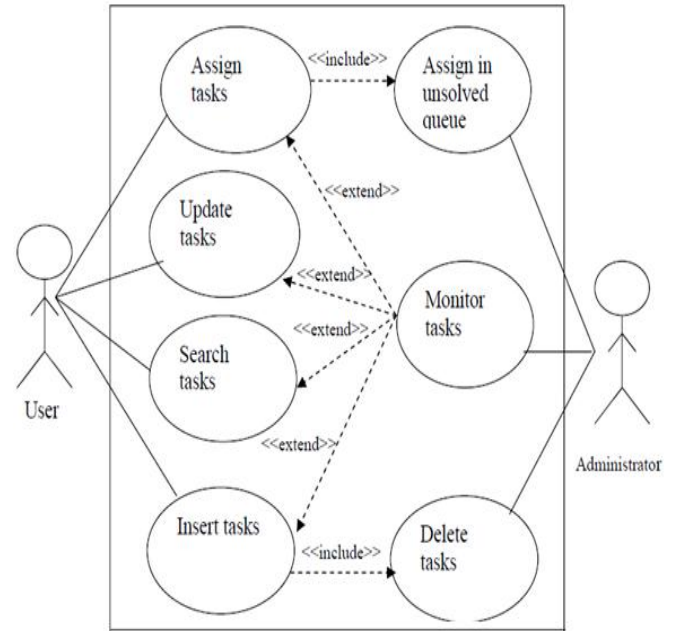 Assign
tasks
<<include>>
Assign in
unsolved
queue
<<extend>>
Update
tasks
<<extend>>
Monitor
tasks
<<extend>>
Search
tasks
User
Administrator
<<extend>>
Insert tasks
<<include>>
Delete
tasks